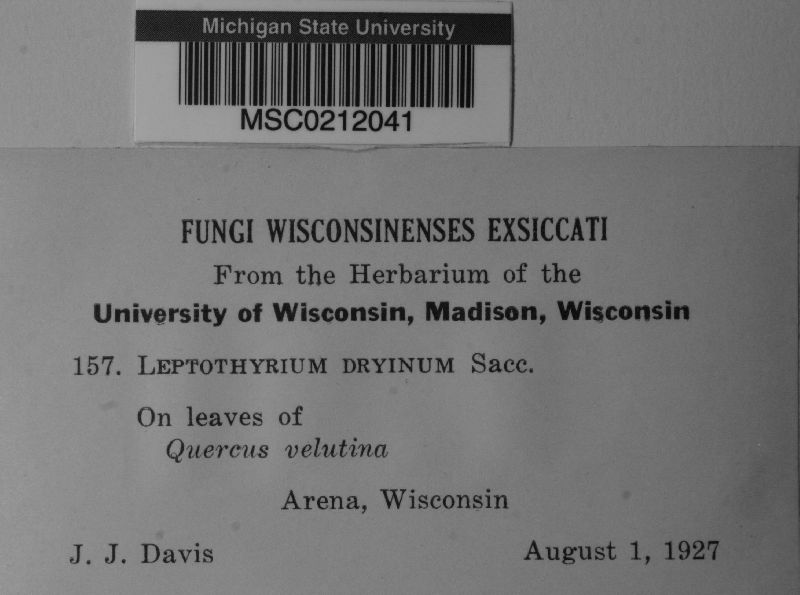 Michigan State University
MSC0212041
FUNGI WISCONSINENSES EXSICCATI
From the Herbarium of the
University of Wisconsin, Madison, Wisconsin
157. LEPTOTHYRIUM DRYINUM Sacc.
On leaves of
Quercus velutina
Arena, Wisconsin
J. J. Davis August 1, 1927